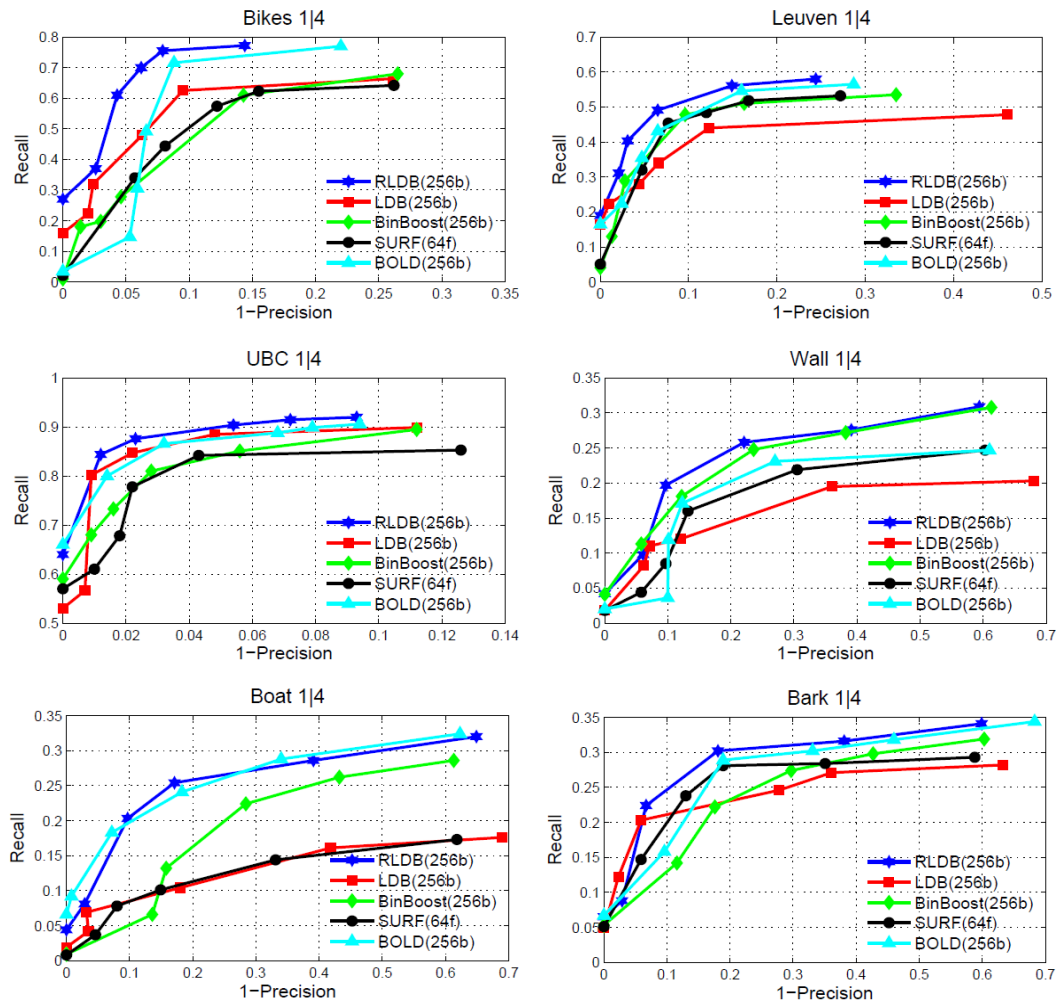 Bikes 1|4
0.8
0.7
0.6
0.5
0.4
0.3
0.2
0.1
0
Recall
RLDB(256b)
LDB(256b)
BinBoost(256b)
SURF(64f)
BOLD(256b)
0 0.05 0.1 0.15 0.2 0.25 0.3 0.35
1−Precision
Leuven 1|4
0.7
0.6
0.5
0.4
0.3
0.2
0.1
0
Recall
RLDB(256b)
LDB(256b)
BinBoost(256b)
SURF(64f)
BOLD(256b)
0 0.1 0.2 0.3 0.4 0.5
1−Precision
UBC 1|4
1
0.9
0.8
0.7
0.6
0.5
Recall
RLDB(256b)
LDB(256b)
BinBoost(256b)
SURF(64f)
BOLD(256b)
0 0.02 0.04 0.06 0.08 0.1 0.12 0.14
1−Precision
Wall 1|4
0.35
0.3
0.25
0.2
0.15
0.1
0.05
0
Recall
RLDB(256b)
LDB(256b)
BinBoost(256b)
SURF(64f)
BOLD(256b)
0 0.1 0.2 0.3 0.4 0.5 0.6 0.7
1−Precision
Boat 1|4
0.35
0.3
0.25
0.2
0.15
0.1
0.05
0
Recall
RLDB(256b)
LDB(256b)
BinBoost(256b)
SURF(64f)
BOLD(256b)
0 0.1 0.2 0.3 0.4 0.5 0.6 0.7
1−Precision
Bark 1|4
0.35
0.3
0.25
0.2
0.15
0.1
0.05
0
Recall
RLDB(256b)
LDB(256b)
BinBoost(256b)
SURF(64f)
BOLD(256b)
0 0.1 0.2 0.3 0.4 0.5 0.6 0.7
1−Precision